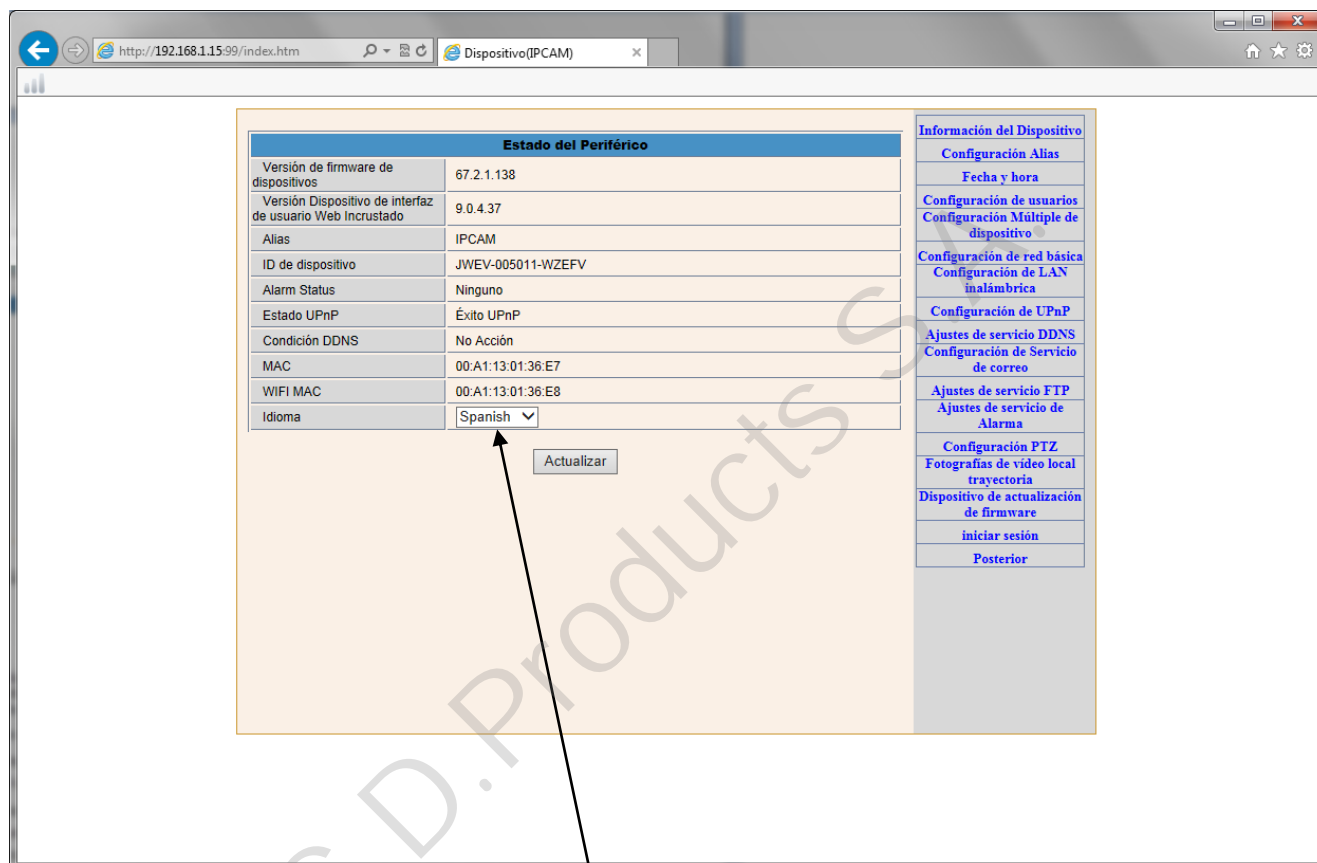 http://192.168.1.15:99/index.htm
Dispositivo(IPCAM)
Estado del Periférico
Versión de firmware de
dispositivos
67.2.1.138
Versión Dispositivo de interfaz
de usuario Web Incrustado
9.0.4.37
Alias
IPCAM
ID de dispositivo
JWEV-005011-WZEFV
Alarm Status
Ninguno
Estado UPnP
Éxito UPnP
Condición DDNS
No Acción
MAC
00:A1:13:01:36:E7
WIFI MAC
00:A1:13:01:36:E8
Idioma
Spanish
Actualizar
Información del Dispositivo
Configuración Alias
Fecha y hora
Configuración de usuarios
Configuración Múltiple de
dispositivo
Configuración de red básica
Configuración de LAN
inalámbrica
Configuración de UPnP
Ajustes de servicio DDNS
Configuración de Servicio
de correo
Ajustes de servicio FTP
Ajustes de servicio de
Alarma
Configuración PTZ
Fotografías de vídeo local
trayectoria
Dispositivo de actualización
de firmware
iniciar sesión
Posterior
S D.Products S.A.